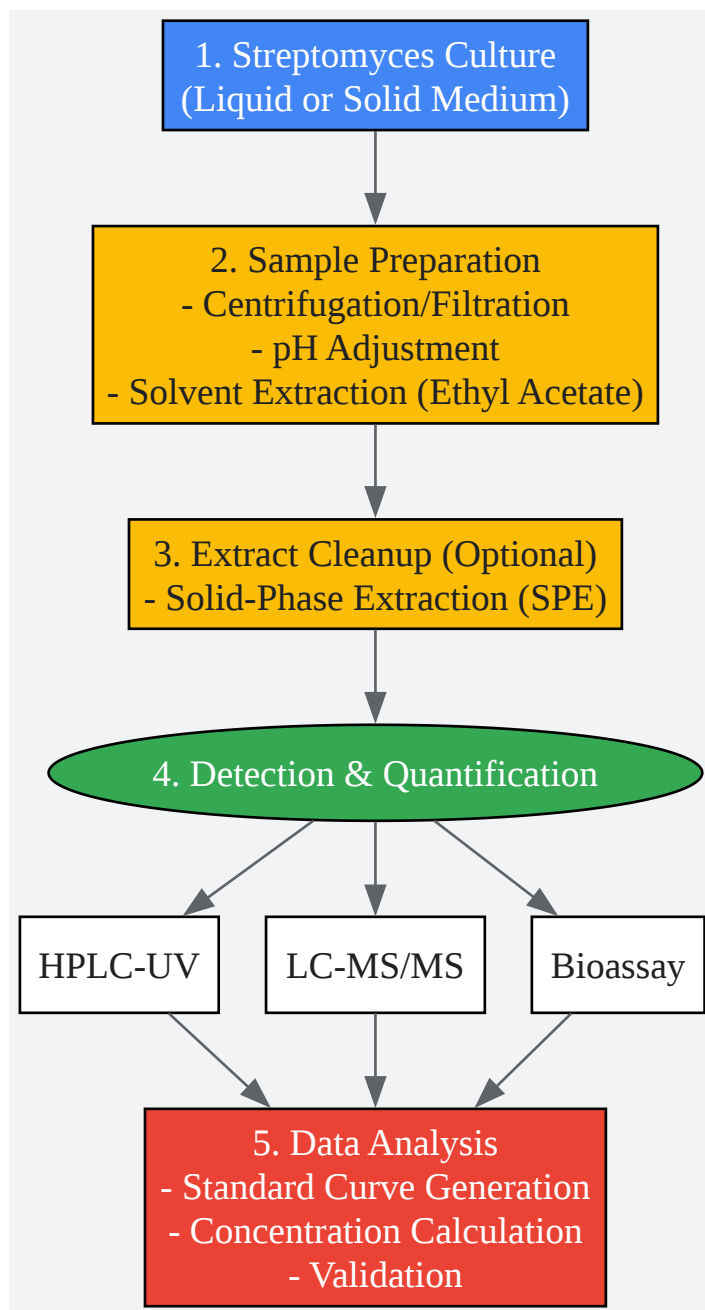 1. Streptomyces Culture
(Liquid or Solid Medium)
2. Sample Preparation
- Centrifugation/Filtration
- pH Adjustment
- Solvent Extraction (Ethyl Acetate)
3. Extract Cleanup (Optional)
- Solid-Phase Extraction (SPE)
4. Detection & Quantification
HPLC-UV
LC-MS/MS
Bioassay
5. Data Analysis
- Standard Curve Generation
- Concentration Calculation
- Validation